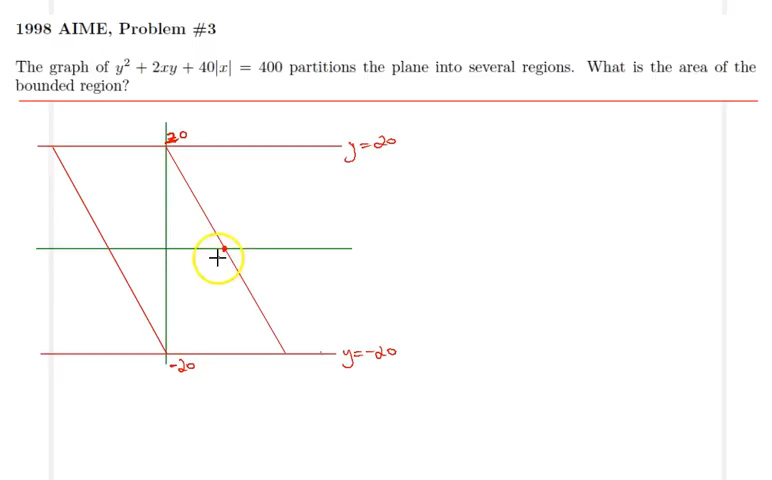 1998 AIME, Problem #3
The graph of y² + 2xy + 40|x| = 400 partitions the plane into several regions. What is the area of the
bounded region?
20
y=20
y=-20
-20